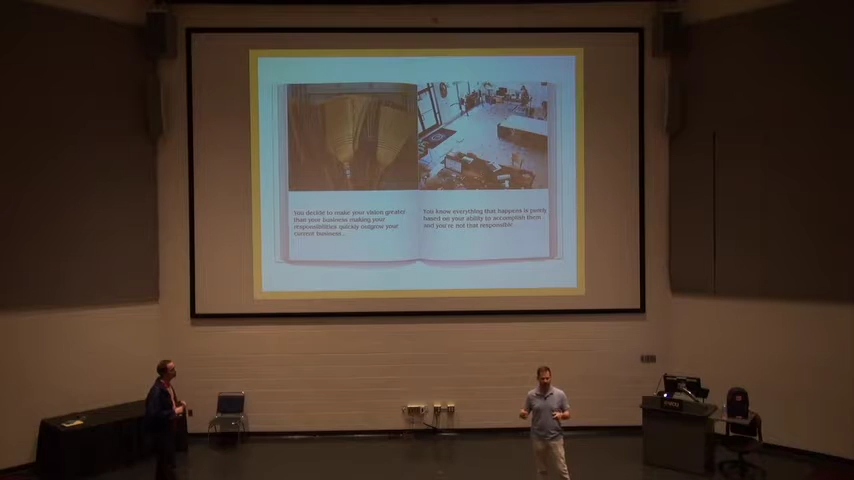 You decide to make your vision greater
than your business making your
responsibilities quickly outgrow your
current business...
You know everything that happens is purely
based on your ability to accomplish them
and you're not that responsible.